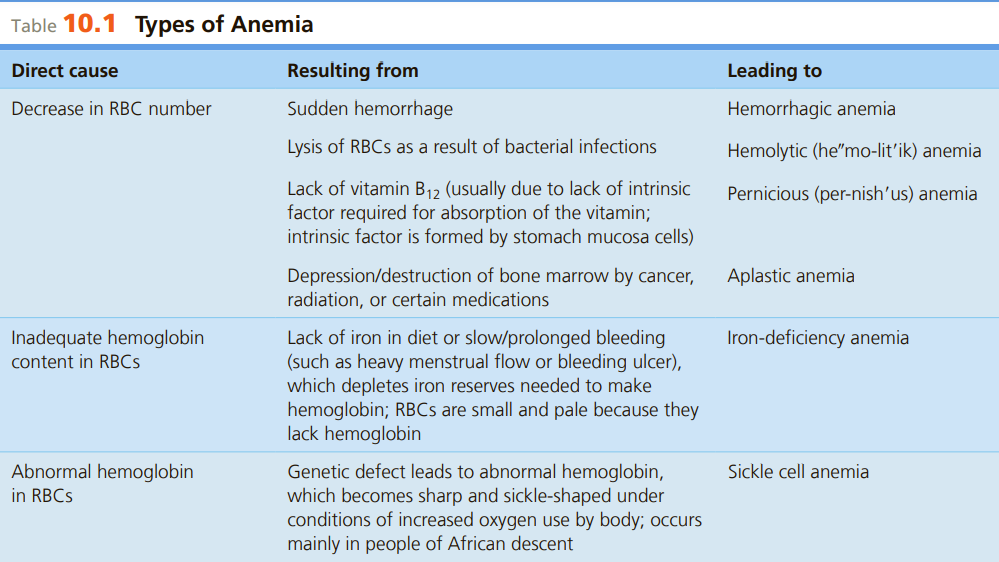 Table 10.1 Types of Anemia
Direct cause Resulting from Leading to
Decrease in RBC number Sudden hemorrhage Hemorrhagic anemia
Lysis of RBCs as a result of bacterial infections Hemolytic (he″mo-lit′ik) anemia
Lack of vitamin B12 (usually due to lack of intrinsic Pernicious (per-nish′us) anemia
factor required for absorption of the vitamin;
intrinsic factor is formed by stomach mucosa cells)
Depression/destruction of bone marrow by cancer, Aplastic anemia
radiation, or certain medications
Inadequate hemoglobin Lack of iron in diet or slow/prolonged bleeding Iron-deficiency anemia
content in RBCs (such as heavy menstrual flow or bleeding ulcer),
which depletes iron reserves needed to make
hemoglobin; RBCs are small and pale because they
lack hemoglobin
Abnormal hemoglobin Genetic defect leads to abnormal hemoglobin, Sickle cell anemia
in RBCs which becomes sharp and sickle-shaped under
conditions of increased oxygen use by body; occurs
mainly in people of African descent